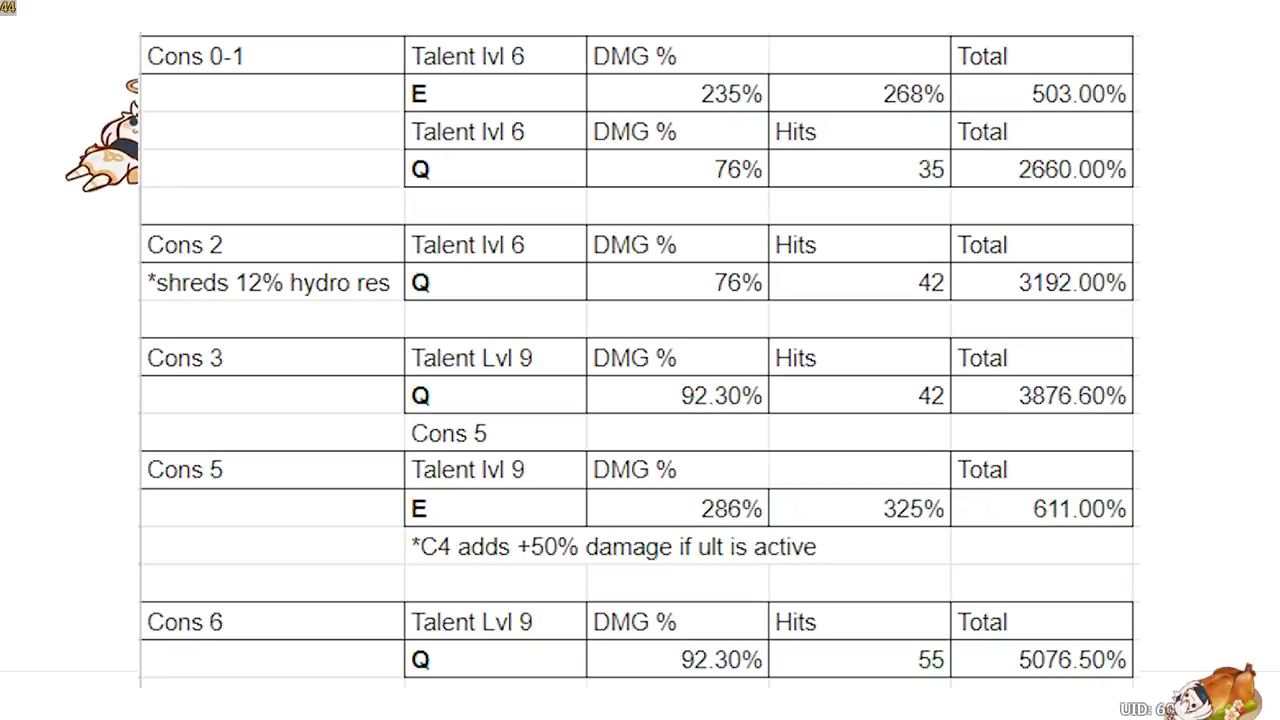 44
Cons 0-1 Talent lvl 6 DMG % Total
E 235% 268% 503.00%
Talent lvl 6 DMG % Hits Total
Q 76% 35 2660.00%
Cons 2 Talent lvl 6 DMG % Hits Total
*shreds 12% hydro res Q 76% 42 3192.00%
Cons 3 Talent Lvl 9 DMG % Hits Total
Q 92.30% 42 3876.60%
Cons 5
Cons 5 Talent lvl 9 DMG % Total
E 286% 325% 611.00%
*C4 adds +50% damage if ult is active
Cons 6 Talent Lvl 9 DMG % Hits Total
Q 92.30% 55 5076.50%
UID: